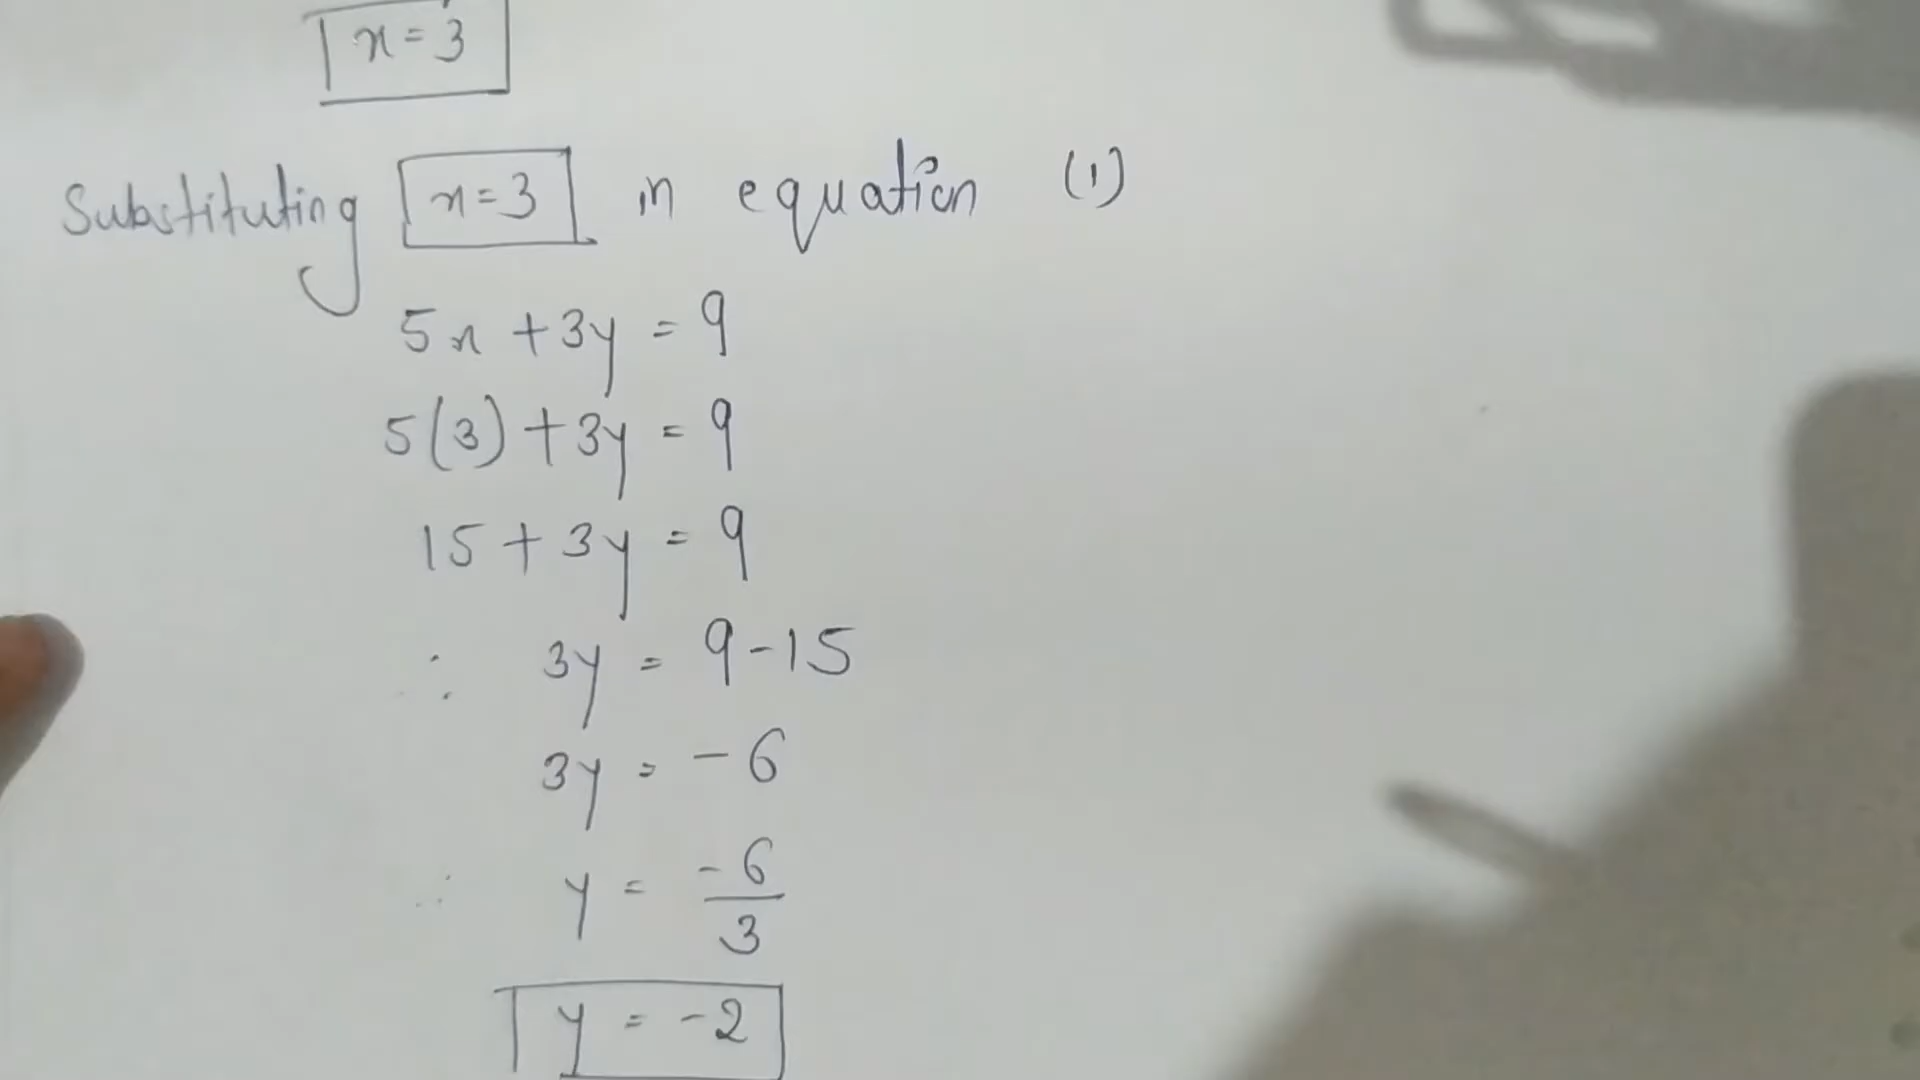 x = 3
Substituting x = 3 in equation (1)
5x + 3y = 9
5(3) + 3y = 9
15 + 3y = 9
∴ 3y = 9 - 15
3y = - 6
∴ y = -6/3
y = -2